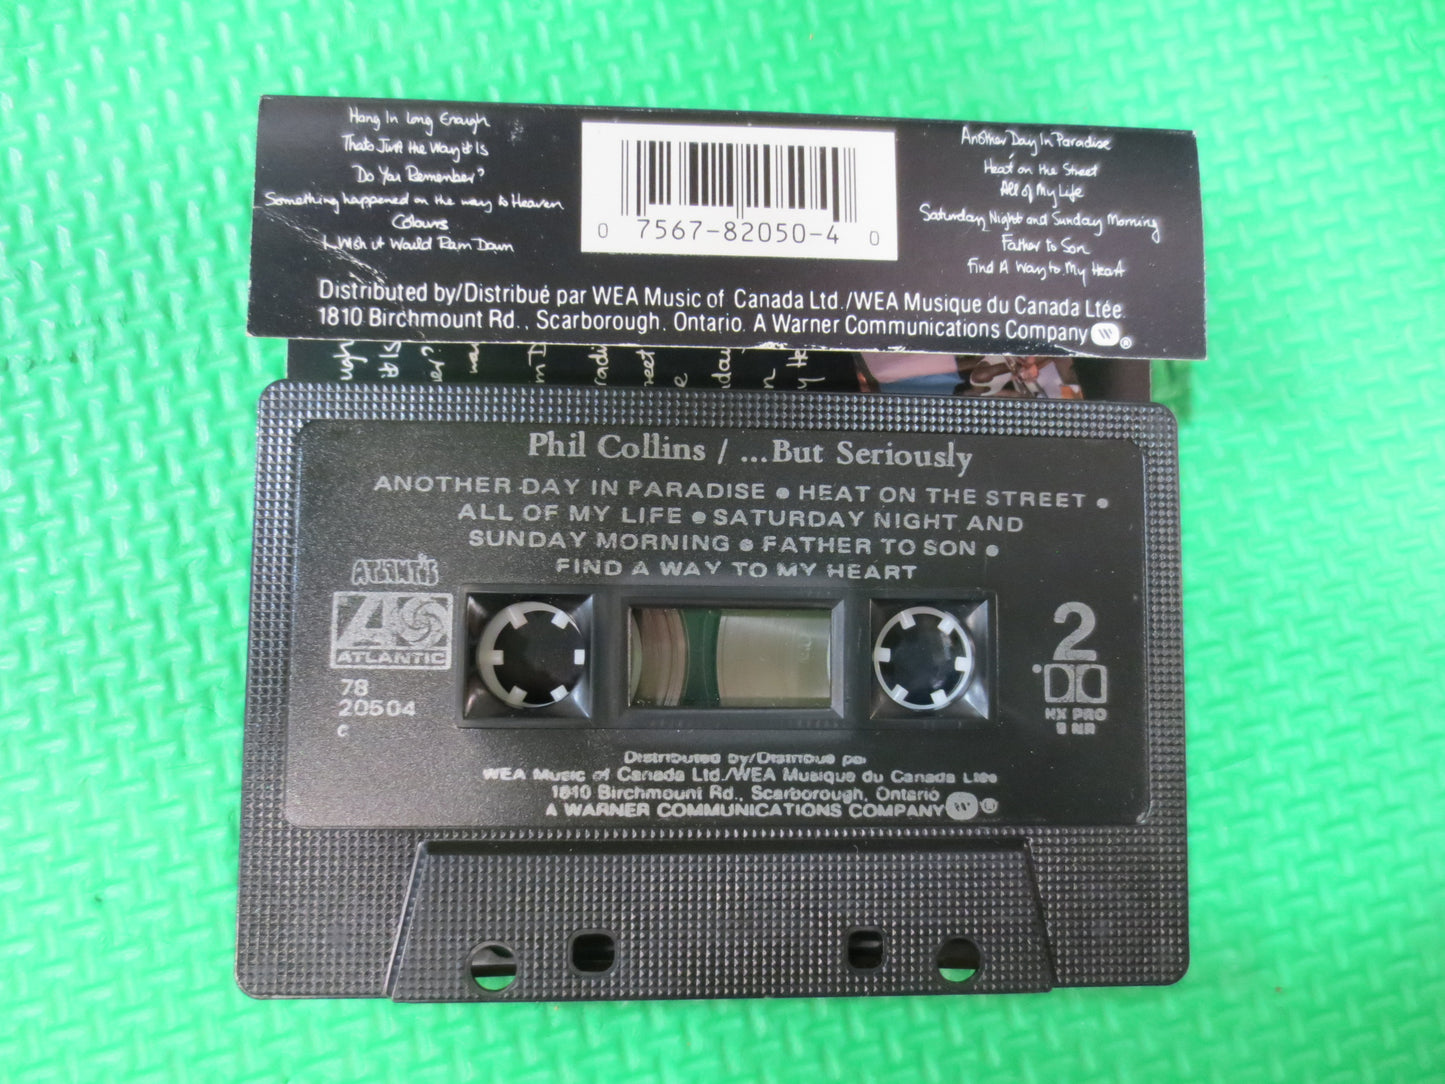 Hang In Long Enough
Thats Just the Way it Is
Do You Remember?
Something happened on the way to Heaven
Colours
I Wish it Would Rain Down
0 7567-82050-4 0
Another Day In Paradise
Heat on the Street
All of My Life
Saturday Night and Sunday Morning
Father to Son
Find A Way to My Heart
Distributed by/Distribué par WEA Music of Canada Ltd./WEA Musique du Canada Ltée.
1810 Birchmount Rd., Scarborough, Ontario. A Warner Communications Company ®
Phil Collins / ...But Seriously
ANOTHER DAY IN PARADISE ● HEAT ON THE STREET ●
ALL OF MY LIFE ● SATURDAY NIGHT AND
SUNDAY MORNING ● FATHER TO SON ●
FIND A WAY TO MY HEART
ATLANTIC
ATLANTIC
78
20504
C
2
HX PRO
B NR
Distributed by/Distribué par
WEA Music of Canada Ltd./WEA Musique du Canada Ltée
1810 Birchmount Rd., Scarborough, Ontario
A WARNER COMMUNICATIONS COMPANY ®